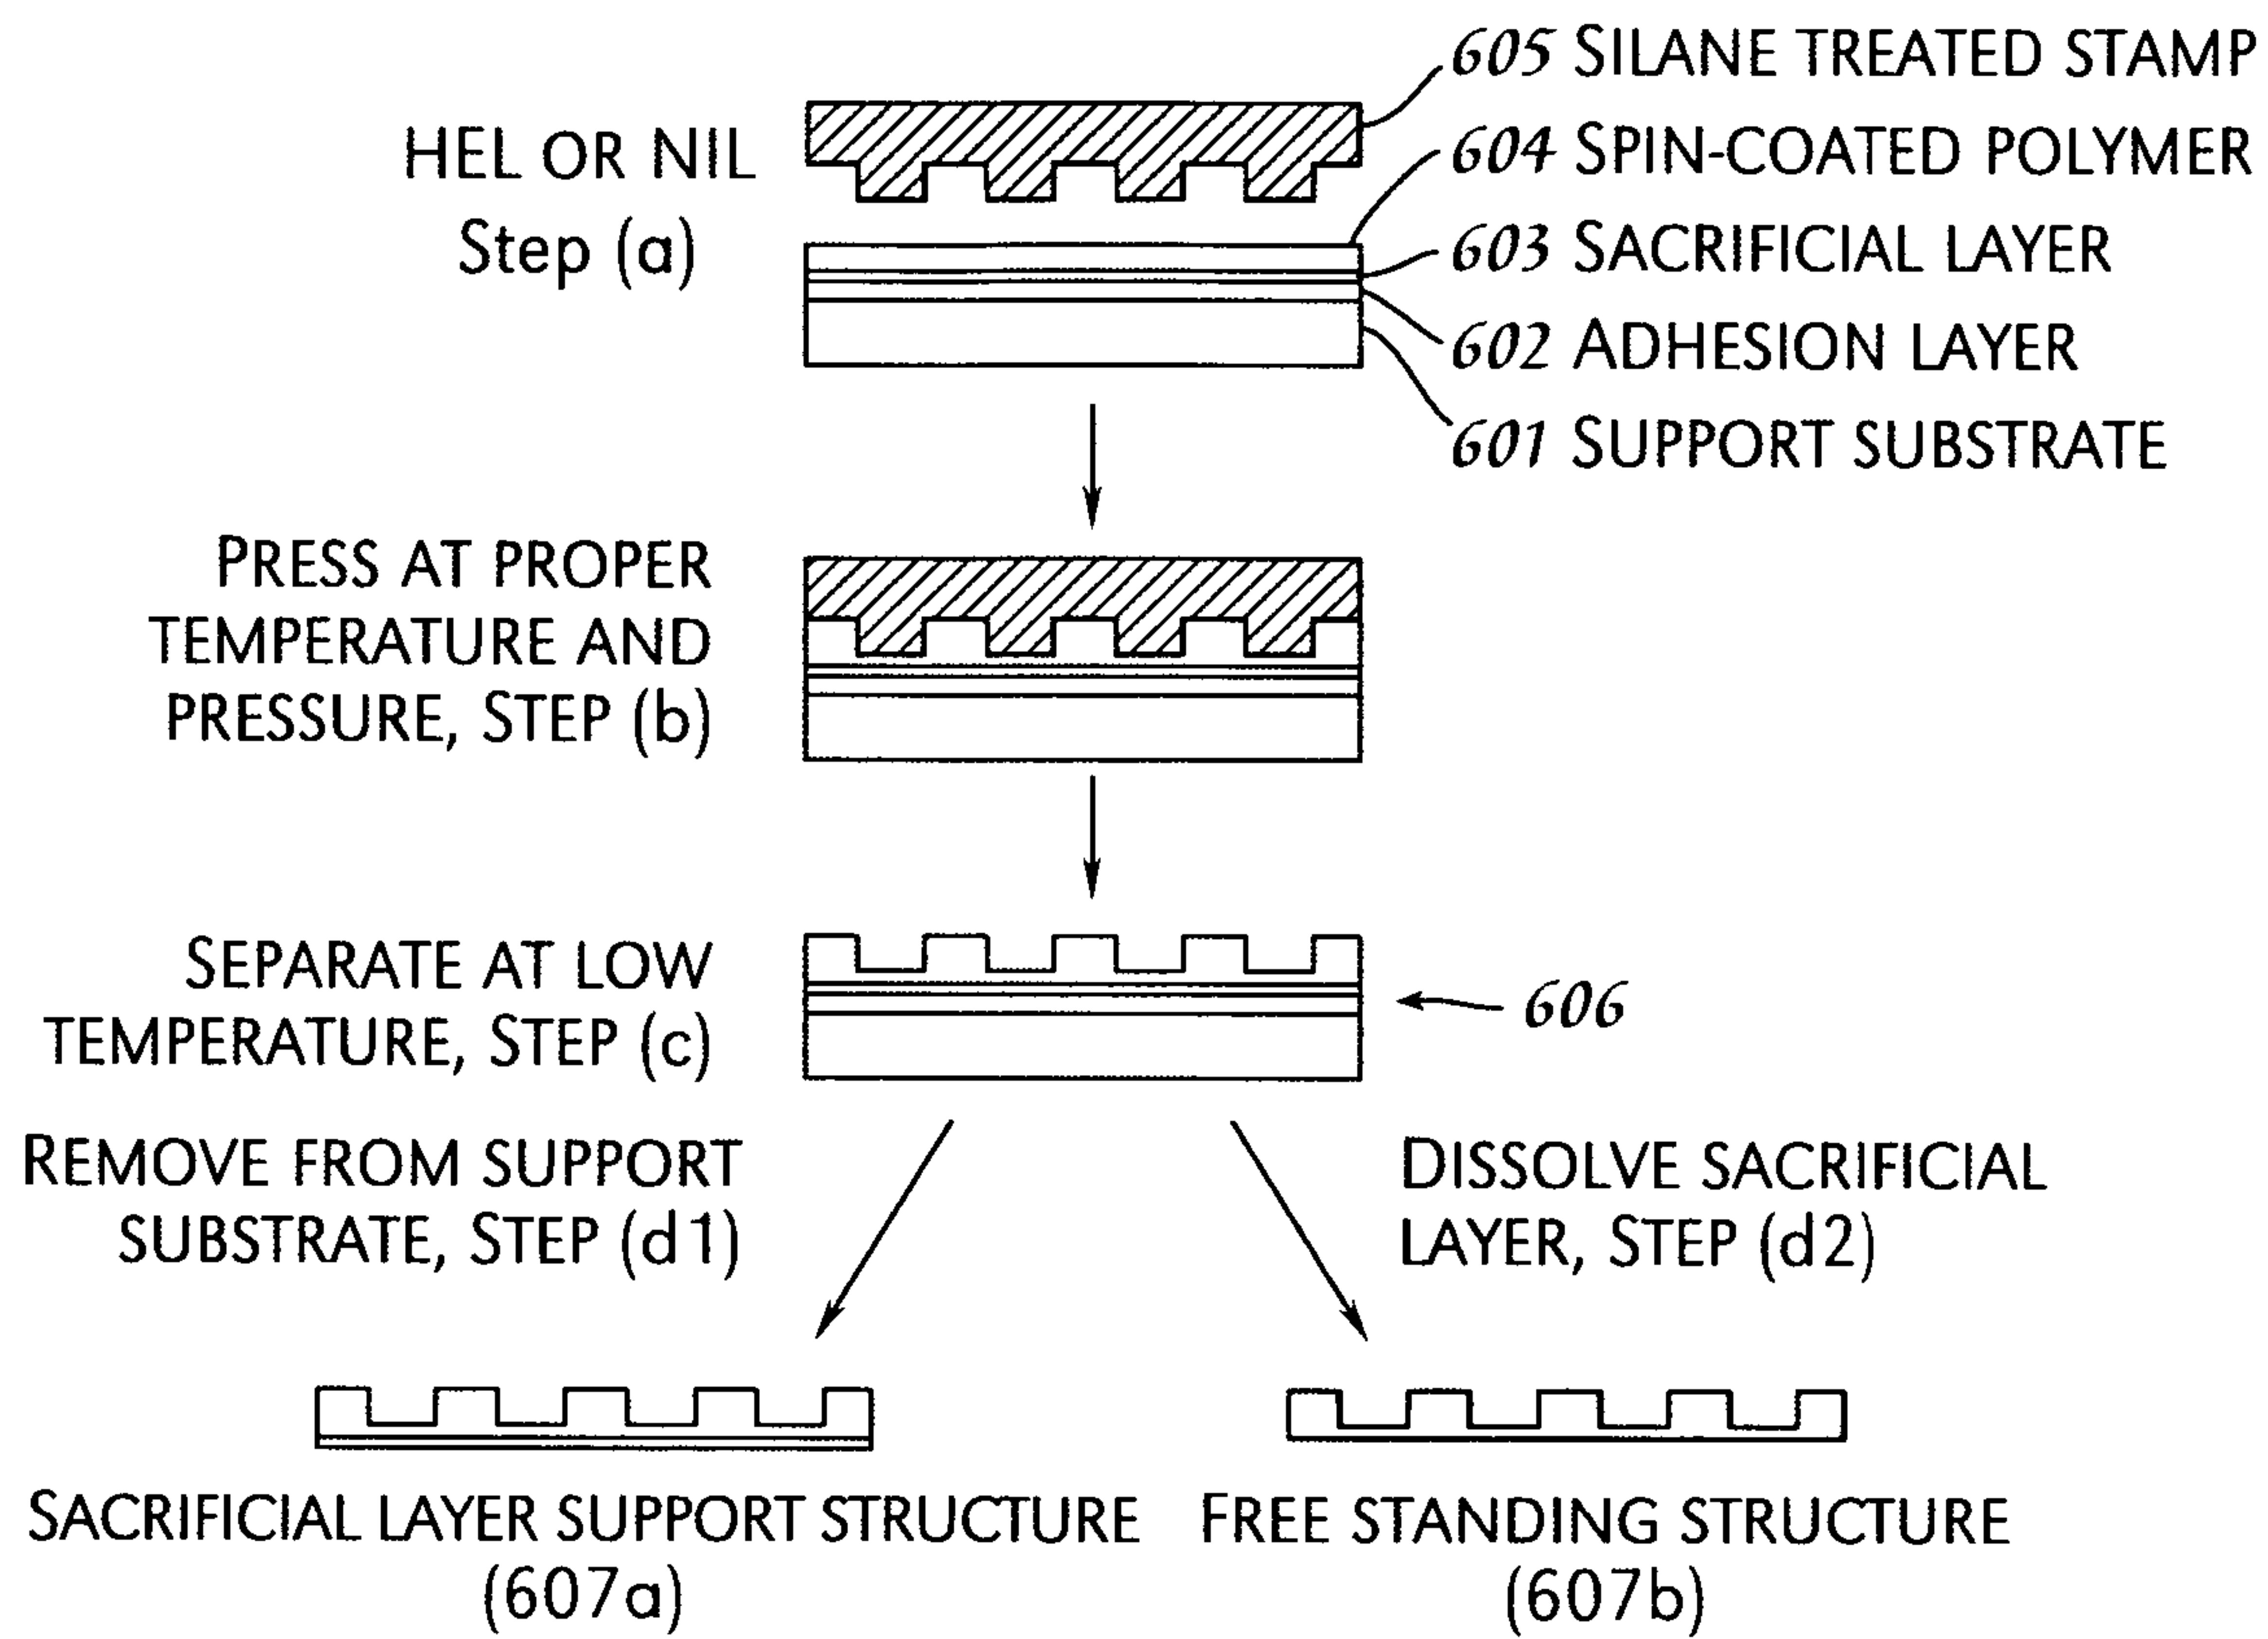 605 SILANE TREATED STAMP
604 SPIN-COATED POLYMER
603 SACRIFICIAL LAYER
602 ADHESION LAYER
601 SUPPORT SUBSTRATE
HEL OR NIL
Step (a)
PRESS AT PROPER
TEMPERATURE AND
PRESSURE, STEP (b)
SEPARATE AT LOW
TEMPERATURE, STEP (c)
606
REMOVE FROM SUPPORT
SUBSTRATE, STEP (d1)
DISSOLVE SACRIFICIAL
LAYER, STEP (d2)
SACRIFICIAL LAYER SUPPORT STRUCTURE
(607a)
FREE STANDING STRUCTURE
(607b)